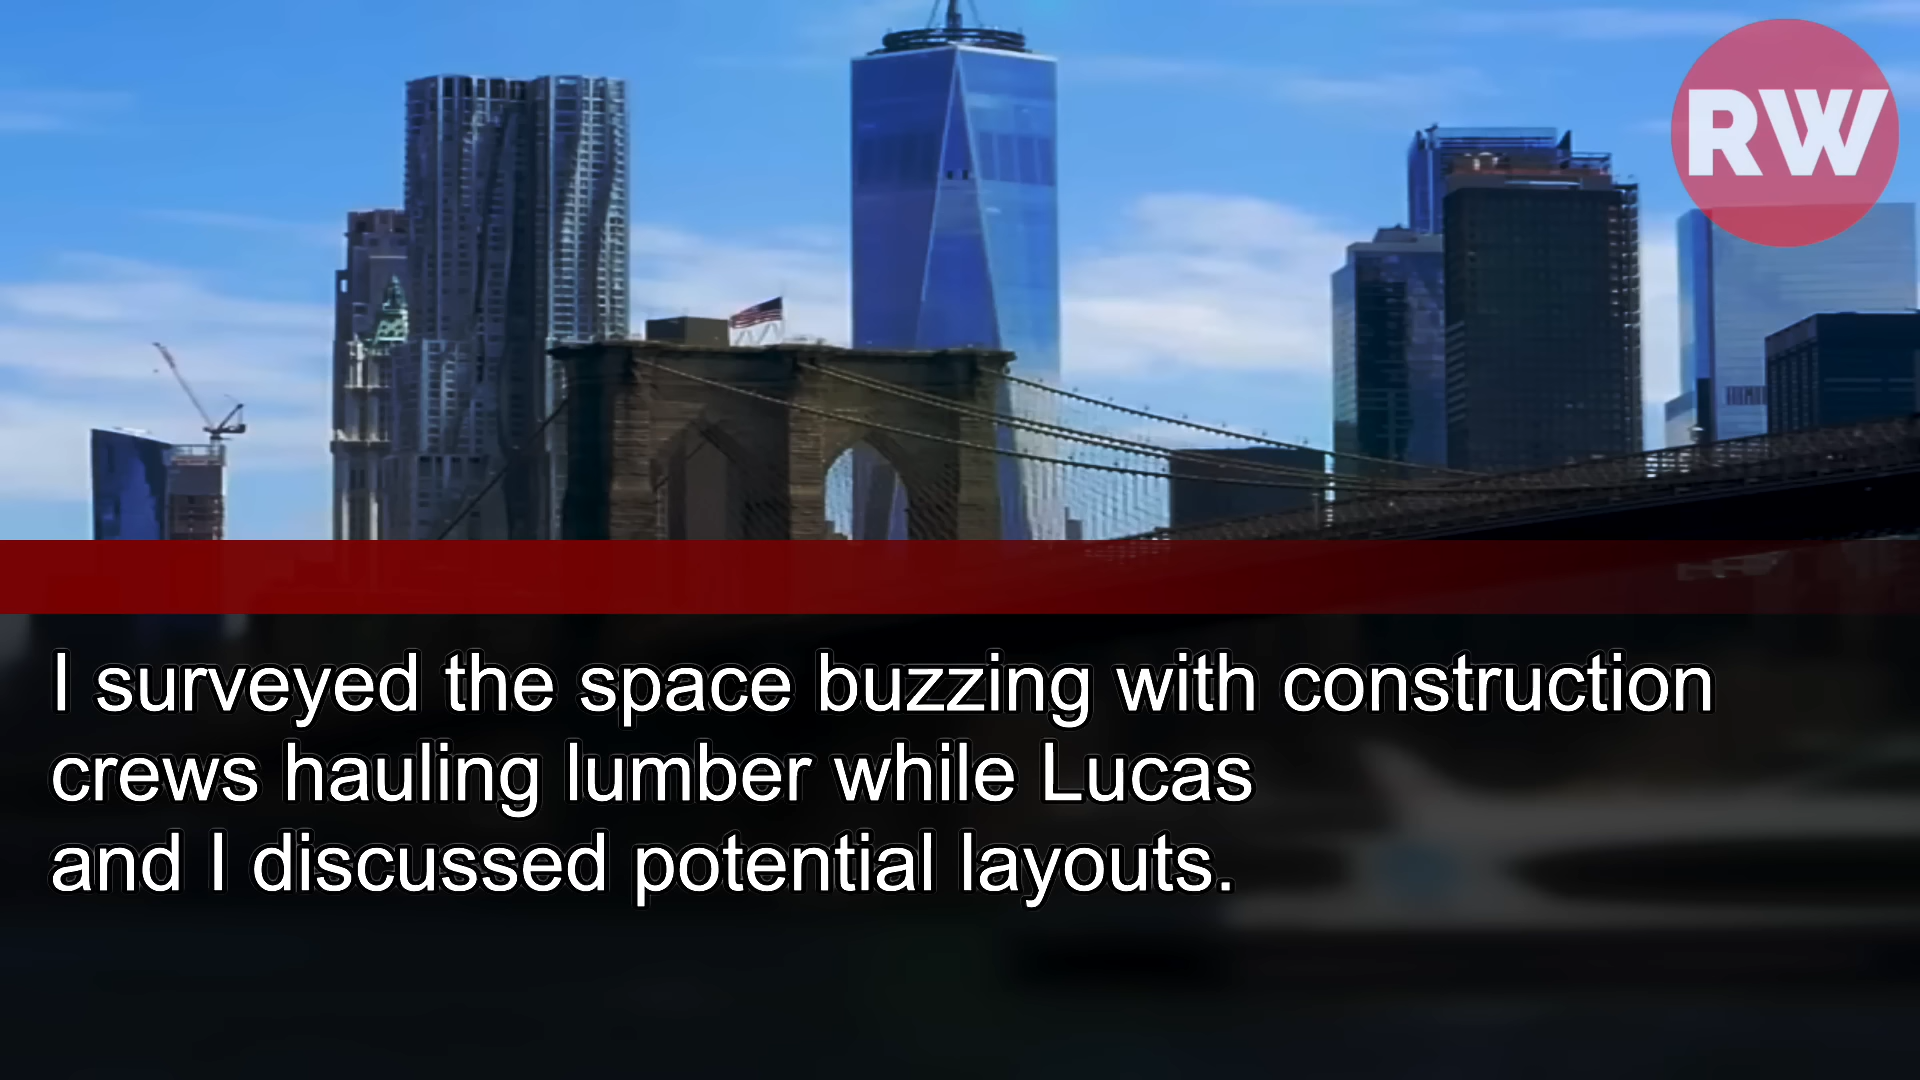 RW
I surveyed the space buzzing with construction
crews hauling lumber while Lucas
and I discussed potential layouts.